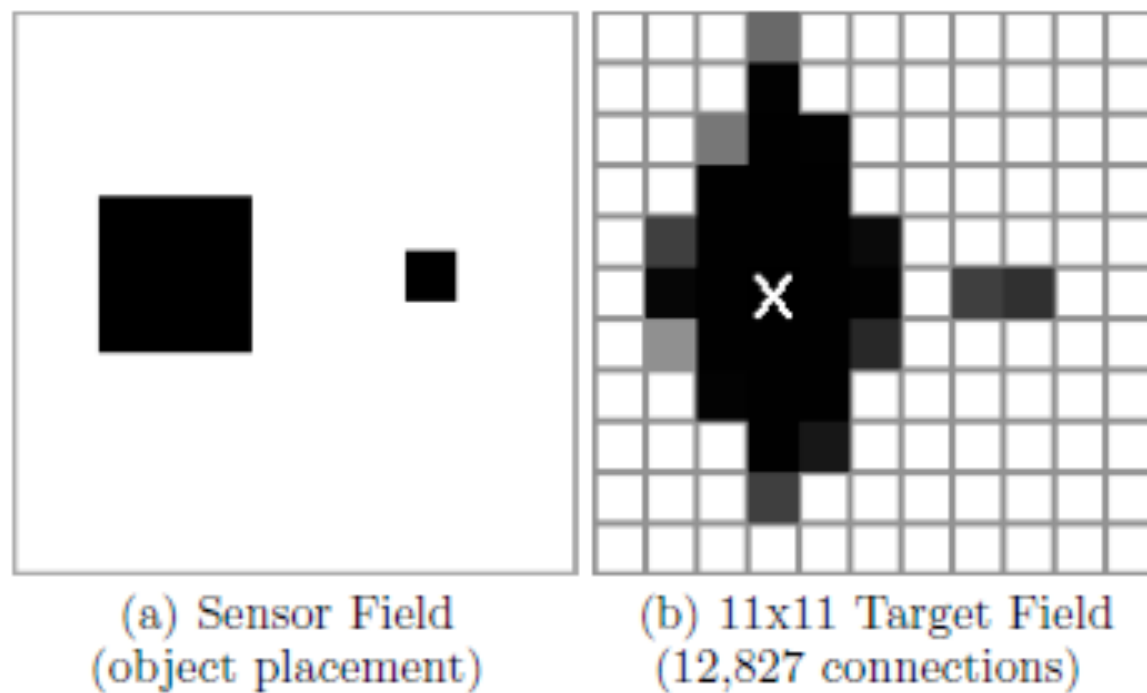 X
(a) Sensor Field
(object placement)
(b) 11x11 Target Field
(12,827 connections)